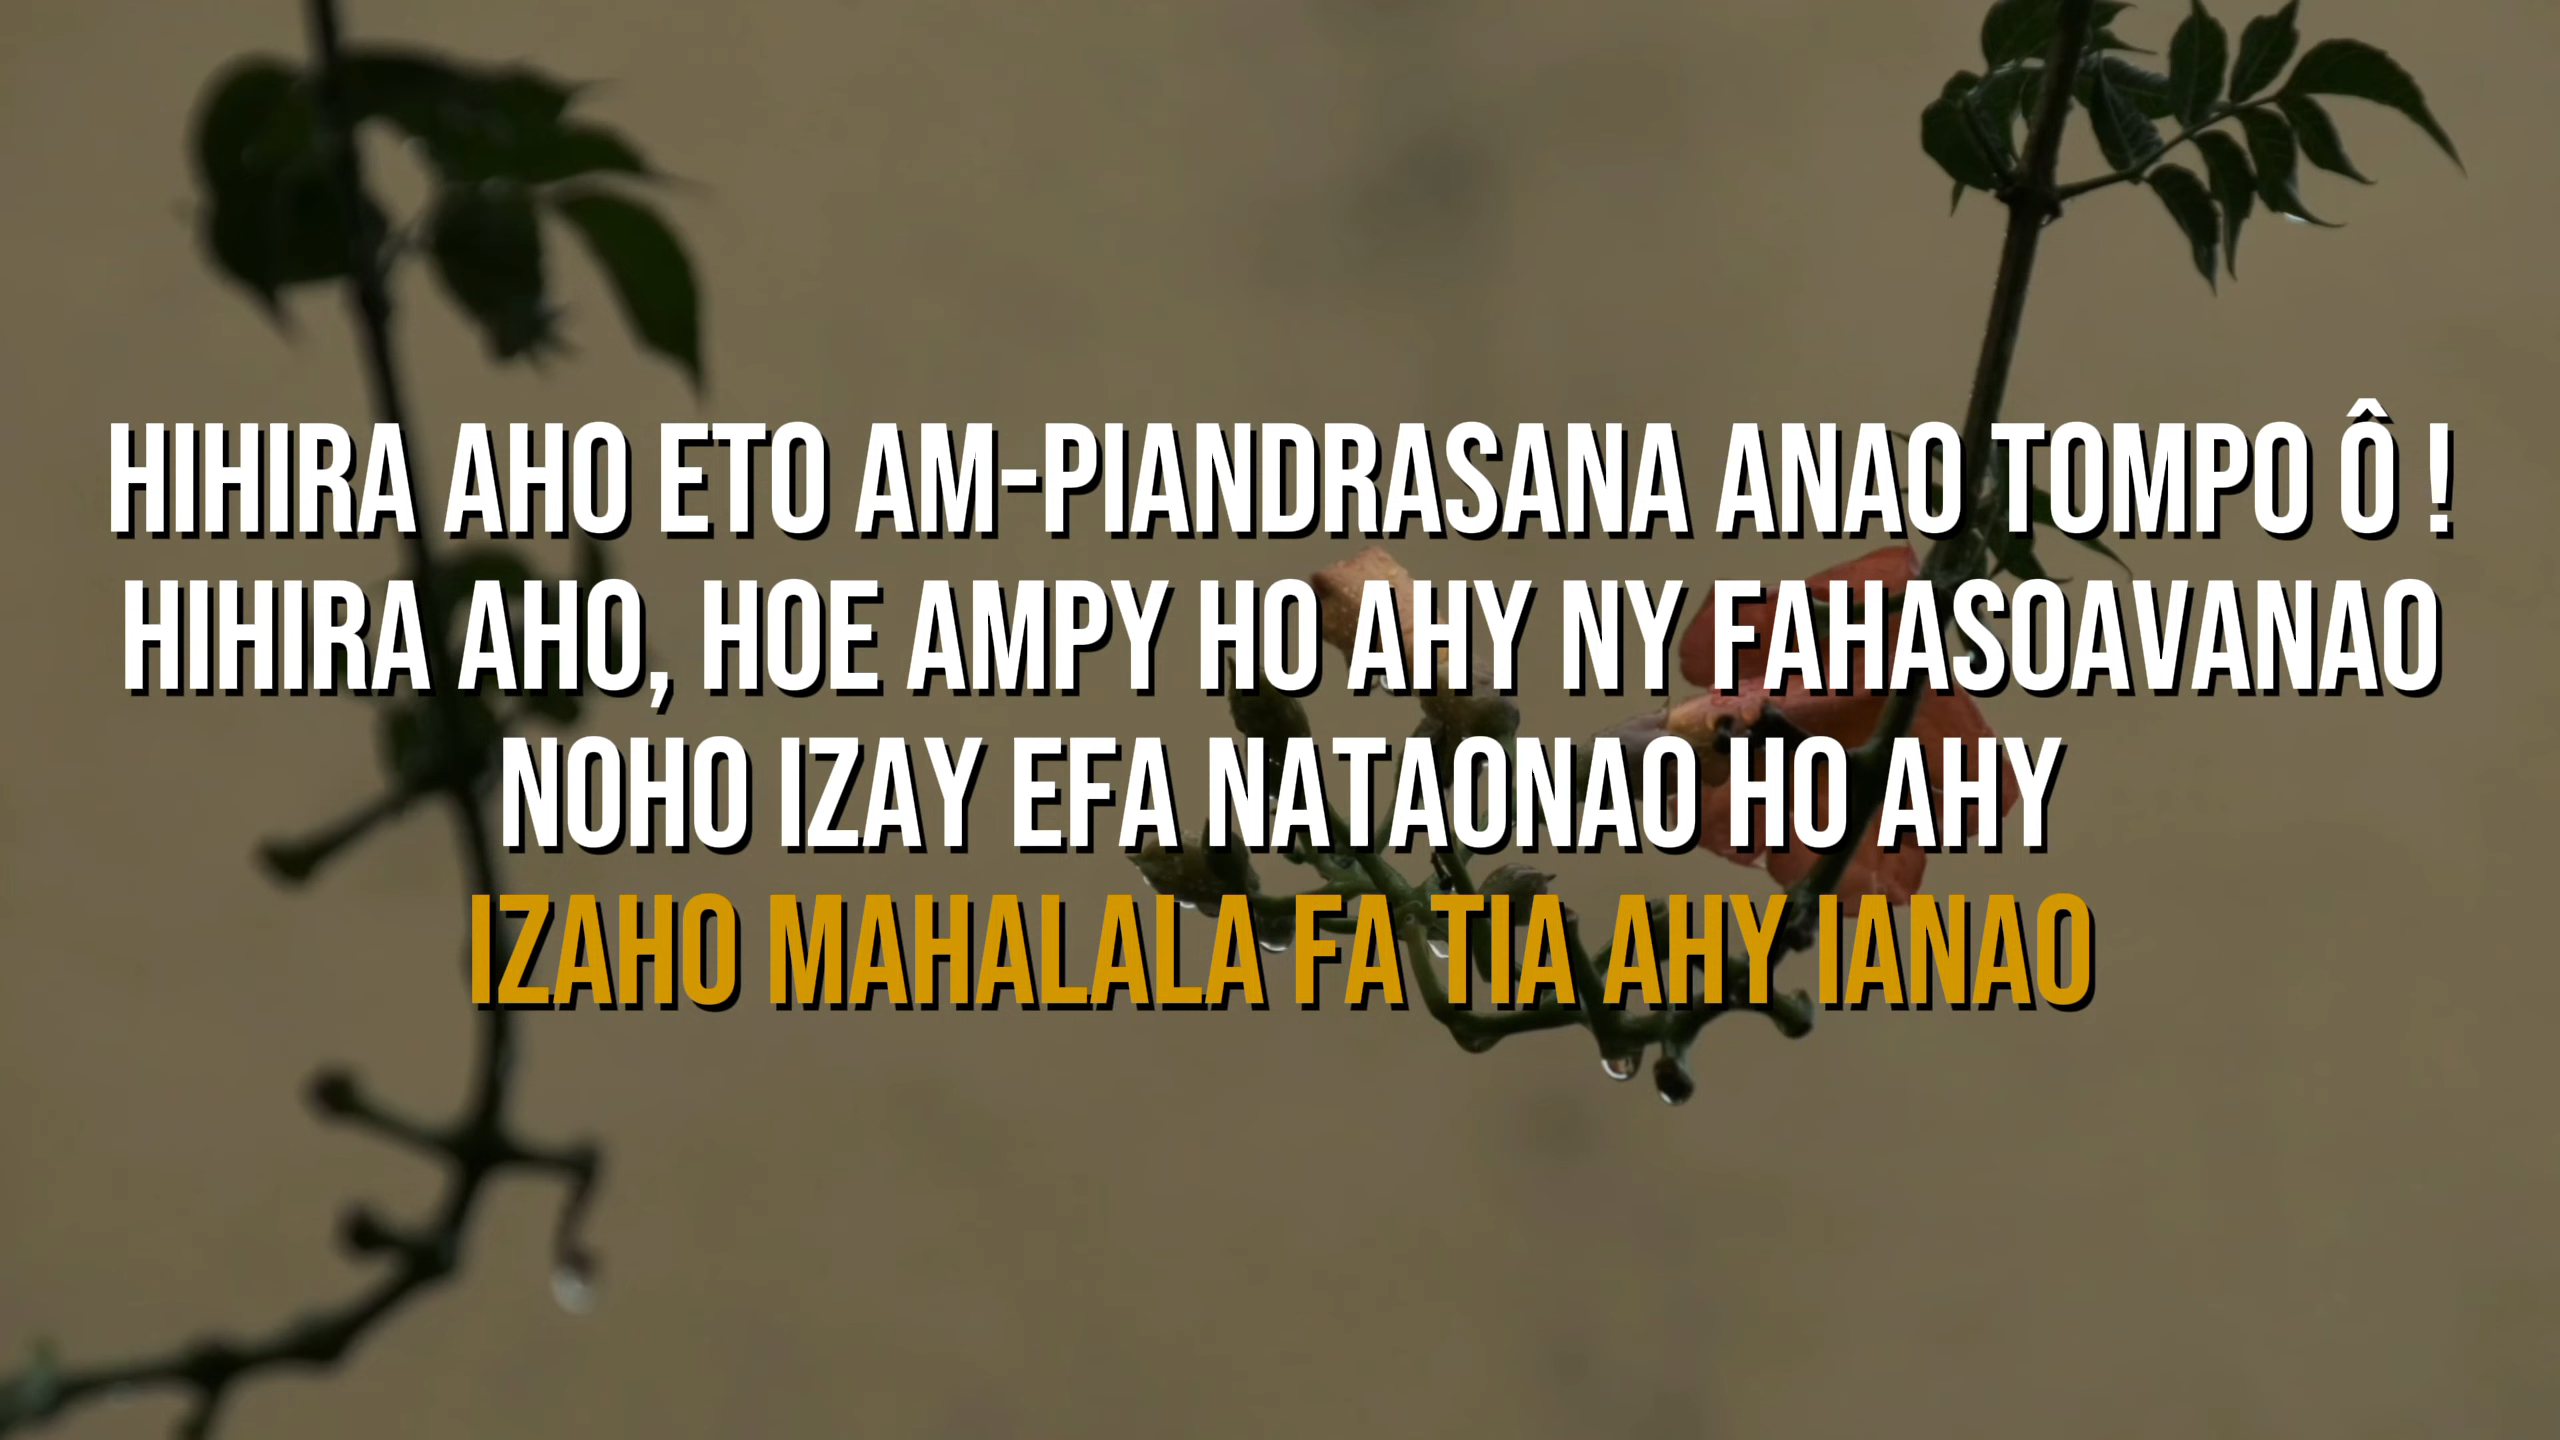 HIHIRA AHO ETO AM-PIANDRASANA ANAO TOMPO Ô !
HIHIRA AHO, HOE AMPY HO AHY NY FAHASOAVANAO
NOHO IZAY EFA NATAONAO HO AHY
IZAHO MAHALALA FA TIA AHY IANAO